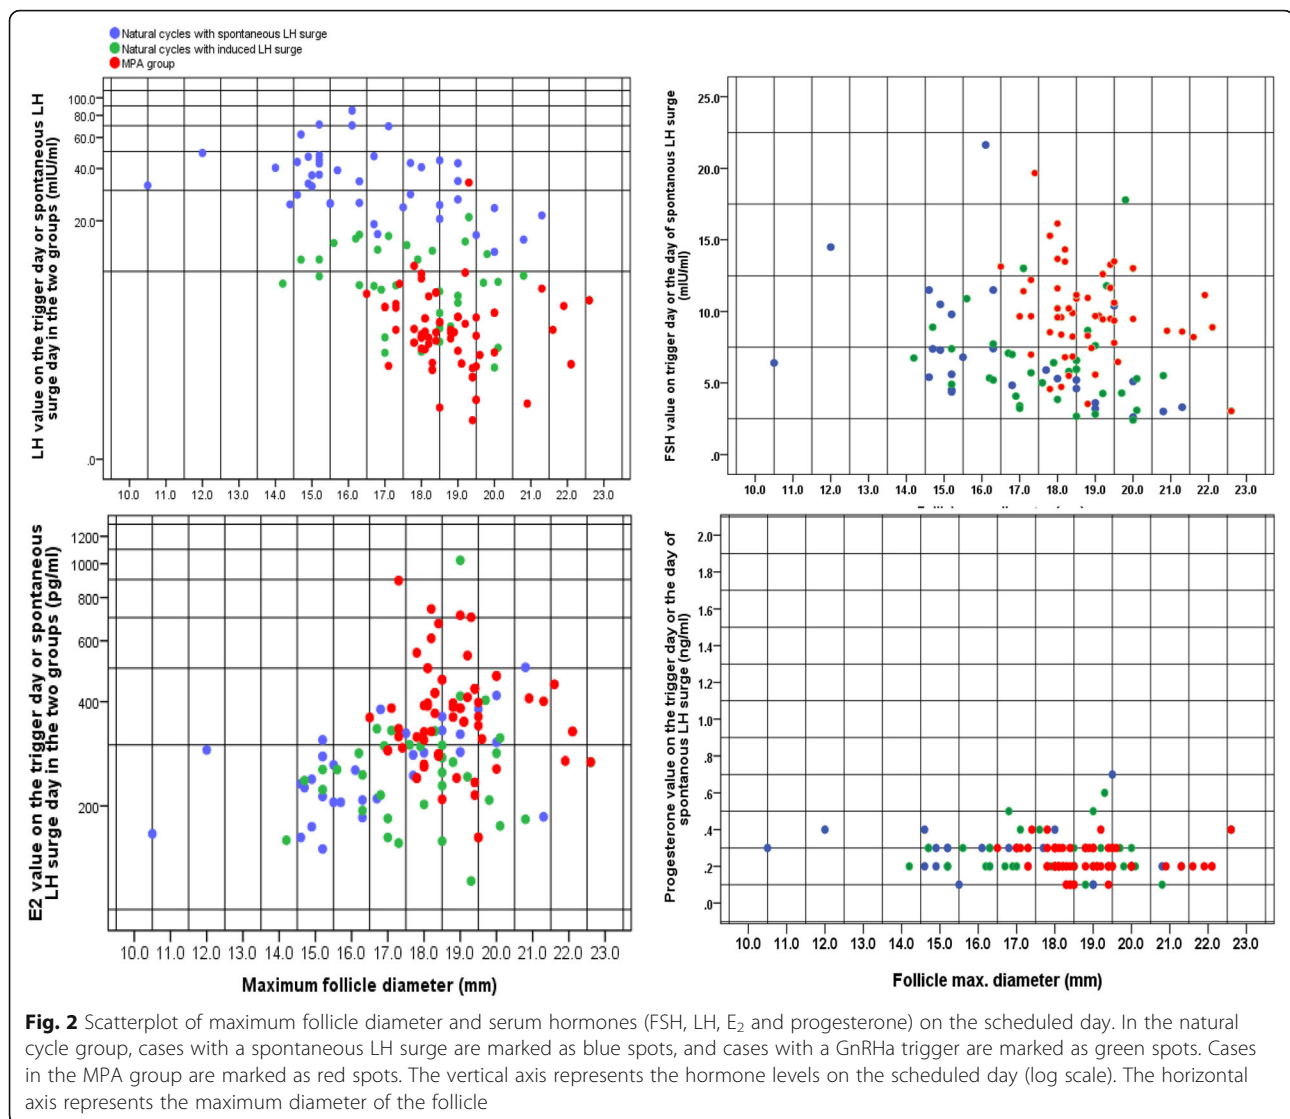 Natural cycles with spontaneous LH surge
Natural cycles with induced LH surge
MPA group
LH value on the trigger day or spontaneous LH
surge day in the two groups (mIU/ml)
100.0
80.0
60.0
40.0
20.0
.0
10.0 12.0 13.0 14.0 15.0 16.0 17.0 18.0 19.0 20.0 21.0 22.0 23.0
FSH value on trigger day or the day of spontanous LH surge
(mIU/ml)
25.0
20.0
15.0
10.0
5.0
.0
10.0 12.0 13.0 14.0 15.0 16.0 17.0 18.0 19.0 20.0 21.0 22.0 23.0
E2 value on the trigger day or spontaneous
LH surge day in the two groups (pg/ml)
1200
1000
800
600
400
200
10.0 12.0 13.0 14.0 15.0 16.0 17.0 18.0 19.0 20.0 21.0 22.0 23.0
Maximum follicle diameter (mm)
Progesterone value on the trigger day or the day of
spontanous LH surge (ng/ml)
2.0
1.8
1.6
1.4
1.2
1.0
.8
.6
.4
.2
.0
10.0 12.0 13.0 14.0 15.0 16.0 17.0 18.0 19.0 20.0 21.0 22.0 23.0
Follicle max. diameter (mm)
Fig. 2 Scatterplot of maximum follicle diameter and serum hormones (FSH, LH, E₂ and progesterone) on the scheduled day. In the natural
cycle group, cases with a spontaneous LH surge are marked as blue spots, and cases with a GnRHa trigger are marked as green spots. Cases
in the MPA group are marked as red spots. The vertical axis represents the hormone levels on the scheduled day (log scale). The horizontal
axis represents the maximum diameter of the follicle